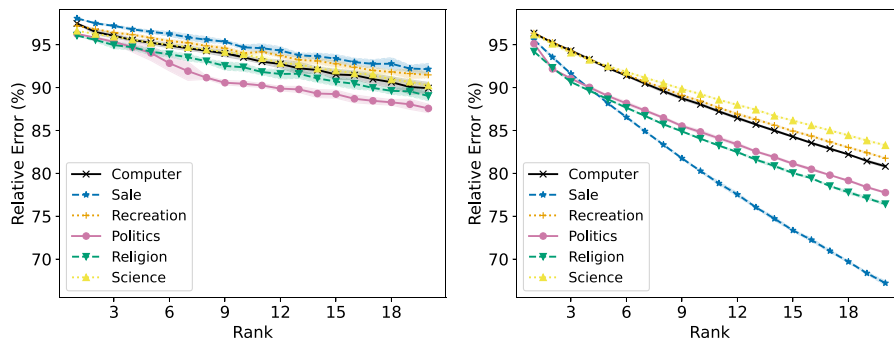 Relative Error (%)
95
90
85
80
75
70
Computer
Sale
Recreation
Politics
Religion
Science
3
6
9
12
15
18
Rank
Relative Error (%)
95
90
85
80
75
70
Computer
Sale
Recreation
Politics
Religion
Science
3
6
9
12
15
18
Rank